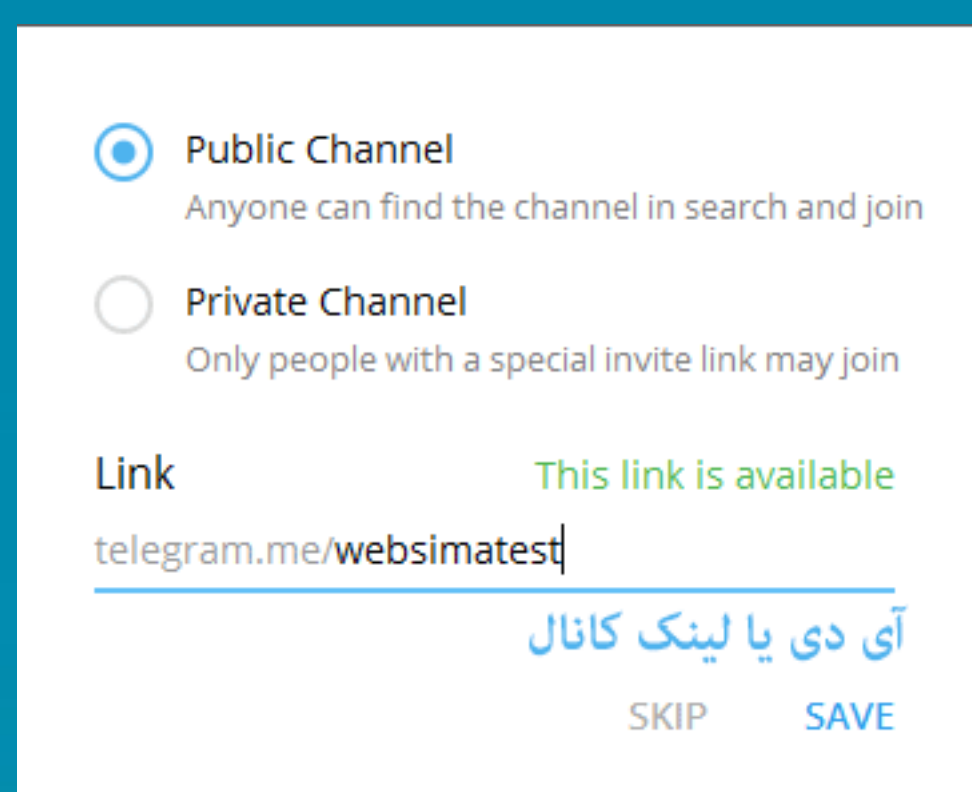 Public Channel
Anyone can find the channel in search and join
Private Channel
Only people with a special invite link may join
Link This link is available
telegram.me/websimatest
آی دی یا لینک کانال
SKIP SAVE